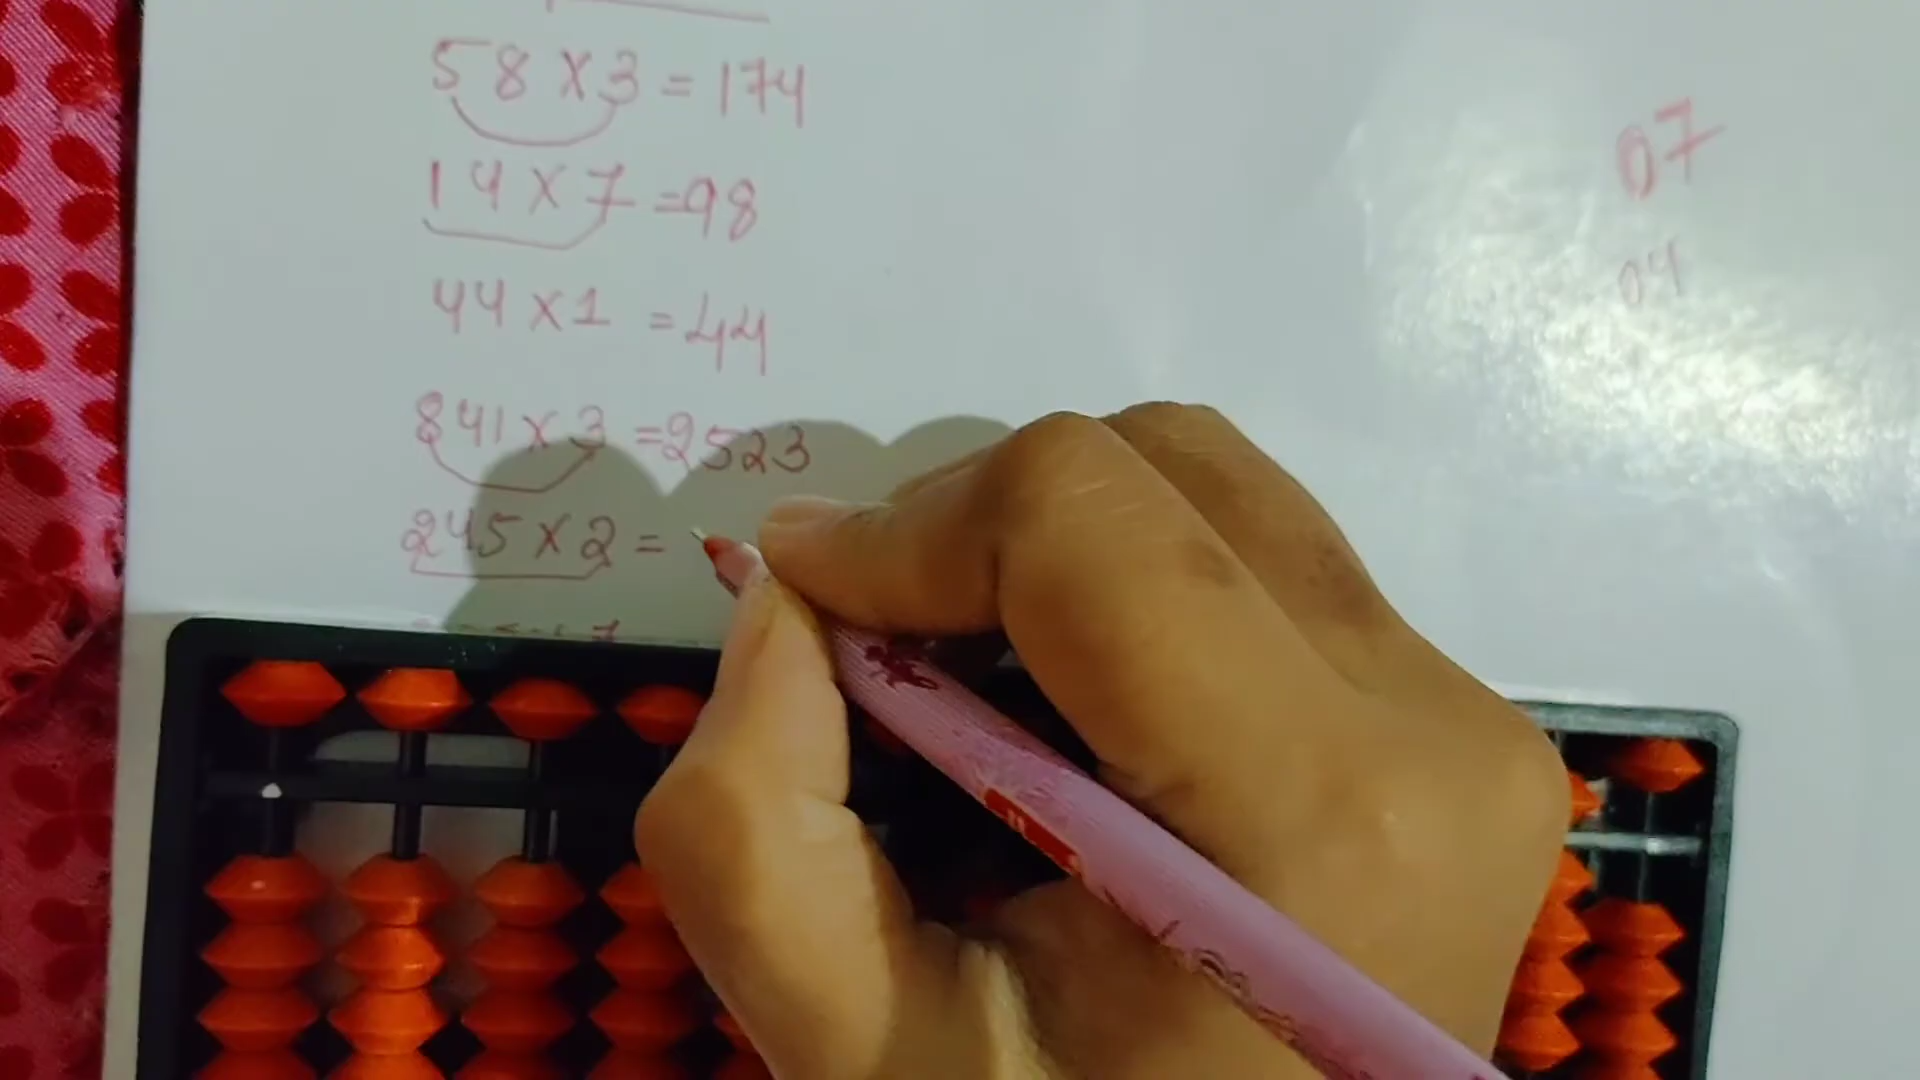 58 X 3 = 174
07
14 X 7 = 98
04
44 X 1 = 44
841 X 3 = 2523
245 X 2 =